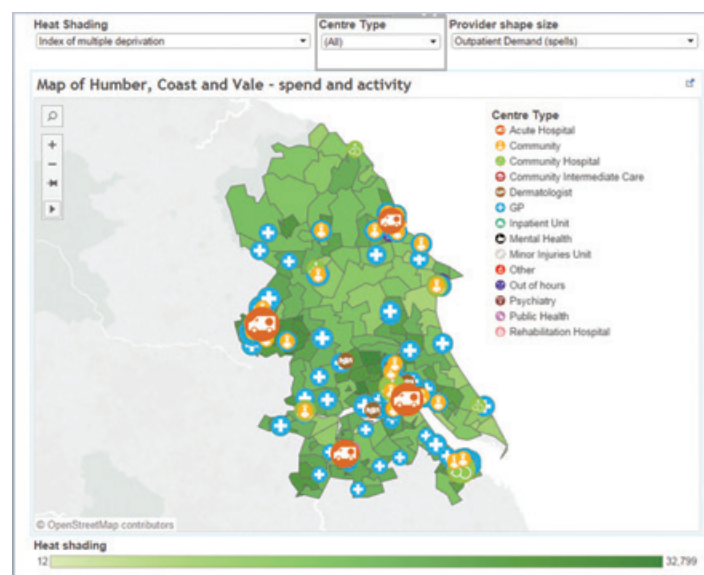 Heat Shading
Index of multiple deprivation
Centre Type
(All)
Provider shape size
Outpatient Demand (spells)
Map of Humber, Coast and Vale - spend and activity
Centre Type
Acute Hospital
Community
Community Hospital
Community Intermediate Care
Dermatologist
GP
Inpatient Unit
Mental Health
Minor Injuries Unit
Other
Out of hours
Psychiatry
Public Health
Rehabilitation Hospital
© OpenStreetMap contributors
Heat shading
12
32,799